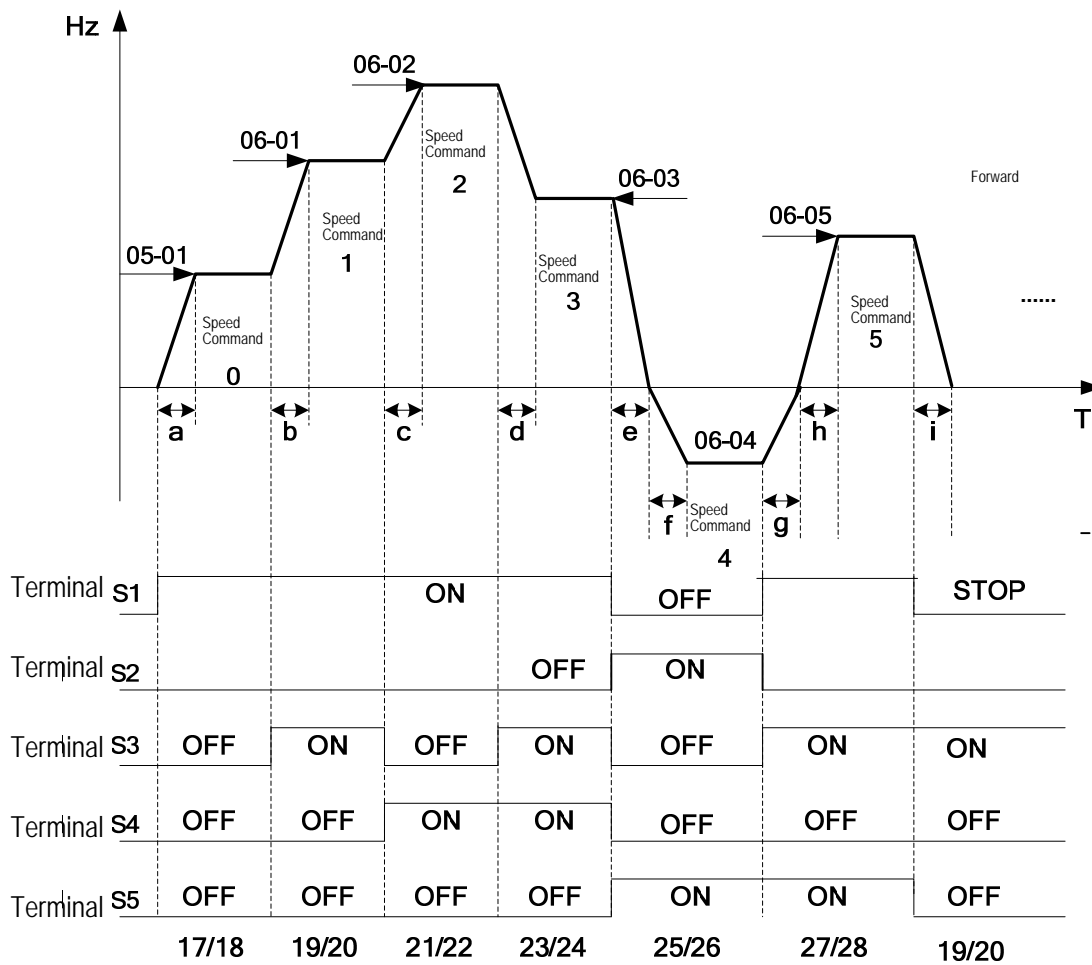 Hz
06-02
06-01
Speed
Command
2
06-03
Forward
06-05
05-01
Speed
Command
1
Speed
Command
3
Speed
Command
5
......
Speed
Command
0
T
a b c d e 06-04 h i
f Speed
Command
4 g
Terminal S1 ON OFF STOP
Terminal S2 OFF ON
Terminal S3 OFF ON OFF ON OFF ON ON
Terminal S4 OFF OFF ON ON OFF OFF OFF
Terminal S5 OFF OFF OFF OFF ON ON OFF
17/18 19/20 21/22 23/24 25/26 27/28 19/20